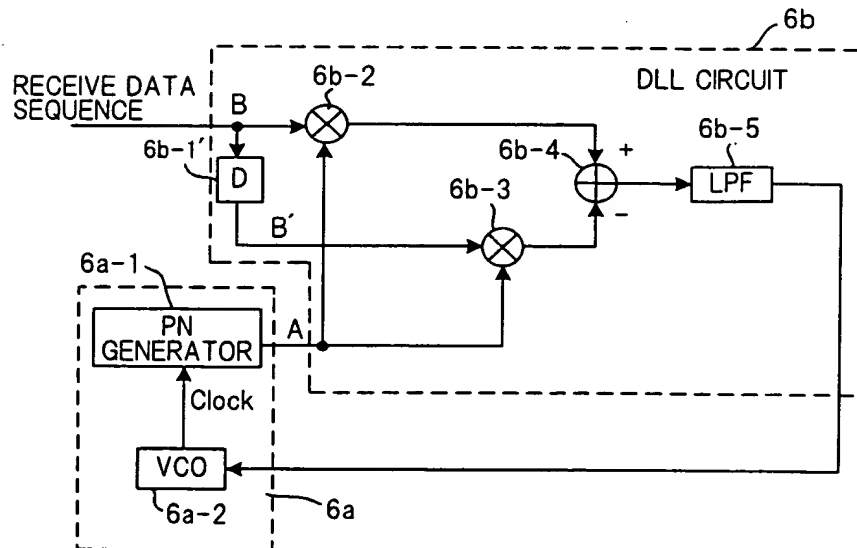 6b
RECEIVE DATA
SEQUENCE
B
6b-2
DLL CIRCUIT
6b-1′
D
6b-4
+
6b-5
LPF
6b-3
−
B′
6a-1
PN
GENERATOR
A
Clock
VCO
6a-2
6a